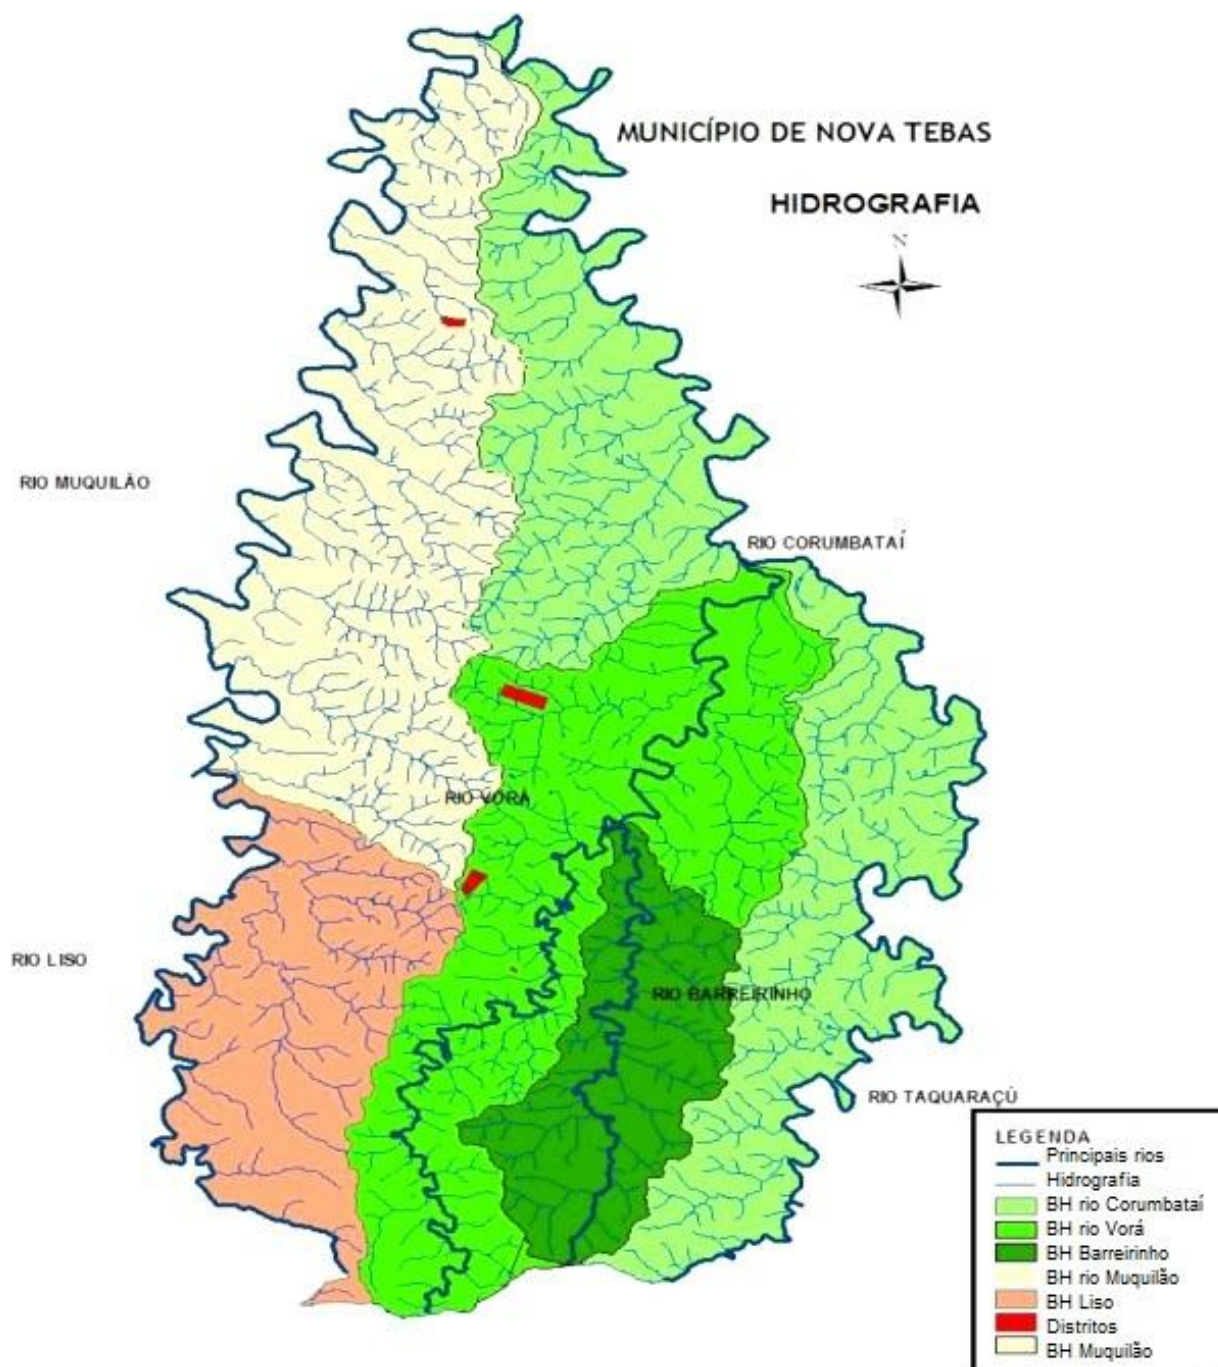 MUNICÍPIO DE NOVA TEBAS
HIDROGRAFIA
N
RIO MUQUILÃO
RIO CORUMBATAÍ
RIO VORÁ
RIO LISO
RIO BARREIRINHO
RIO TAQUARAÇÚ
LEGENDA
Principais rios
Hidrografia
BH rio Corumbataí
BH rio Vorá
BH Barreirinho
BH rio Muquilão
BH Liso
Distritos
BH Muquilão